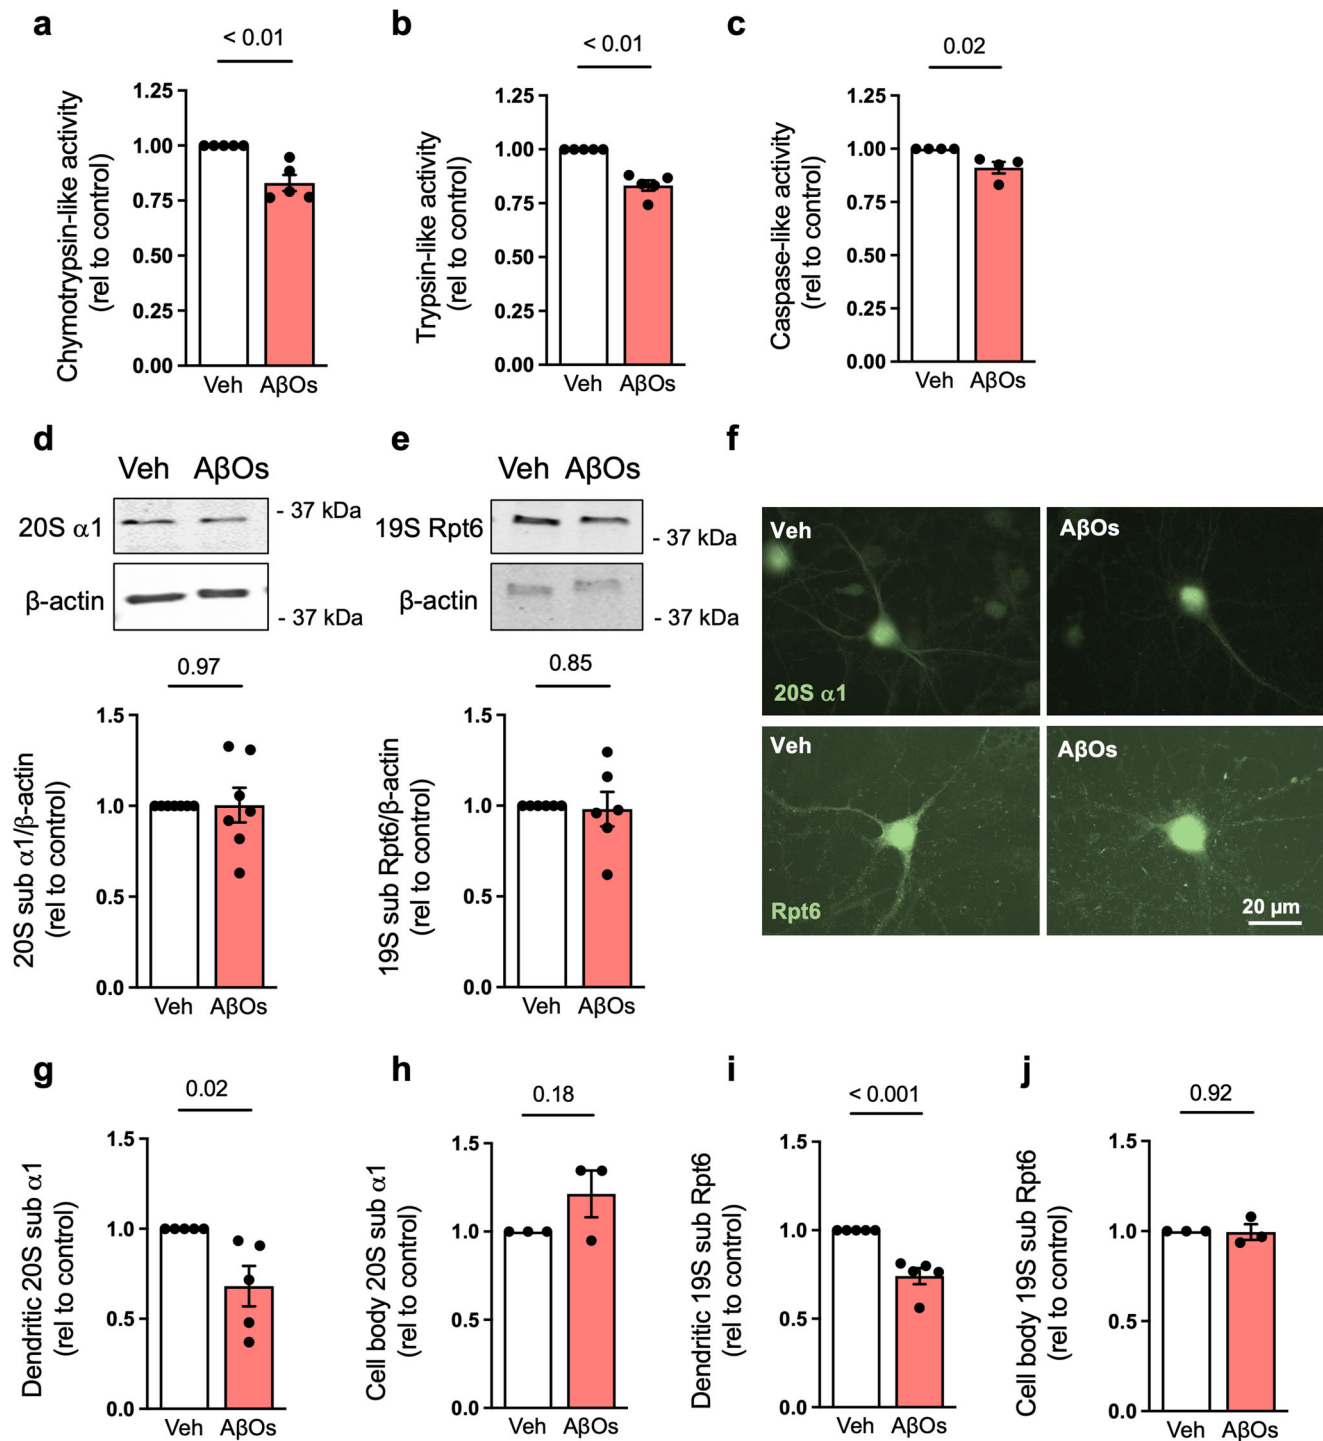 a
< 0.01
Chymotrypsin-like activity
(rel to control)
1.25
1.00
0.75
0.50
0.25
0.00
Veh AβOs
b
< 0.01
Trypsin-like activity
(rel to control)
1.25
1.00
0.75
0.50
0.25
0.00
Veh AβOs
c
0.02
Caspase-like activity
(rel to control)
1.25
1.00
0.75
0.50
0.25
0.00
Veh AβOs
d
Veh AβOs
20S α1
- 37 kDa
β-actin
- 37 kDa
0.97
20S sub α1/β-actin
(rel to control)
1.5
1.0
0.5
0.0
Veh AβOs
e
Veh AβOs
19S Rpt6
- 37 kDa
β-actin
- 37 kDa
0.85
19S sub Rpt6/β-actin
(rel to control)
1.5
1.0
0.5
0.0
Veh AβOs
f
Veh
20S α1
AβOs
Veh
Rpt6
AβOs
20 μm
g
0.02
Dendritic 20S sub α1
(rel to control)
1.5
1.0
0.5
0.0
Veh AβOs
h
0.18
Cell body 20S sub α1
(rel to control)
1.5
1.0
0.5
0.0
Veh AβOs
i
< 0.001
Dendritic 19S sub Rpt6
(rel to control)
1.5
1.0
0.5
0.0
Veh AβOs
j
0.92
Cell body 19S sub Rpt6
(rel to control)
1.5
1.0
0.5
0.0
Veh AβOs